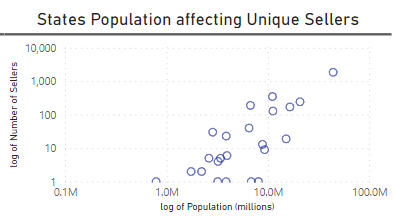 States Population affecting Unique Sellers
10,000
1,000
100
10
1
log of Number of Sellers
0.1M 1.0M 10.0M 100.0M
log of Population (millions)